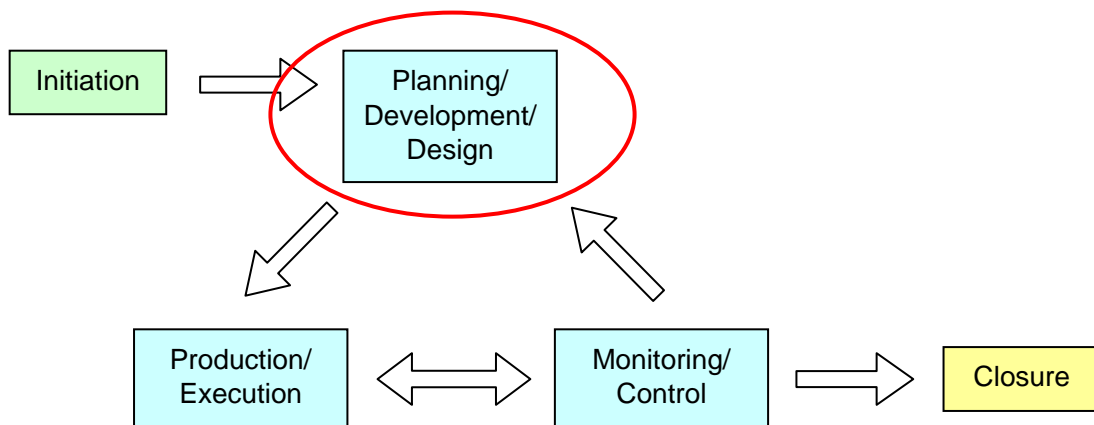 Initiation
Planning/
Development/
Design
Production/
Execution
Monitoring/
Control
Closure